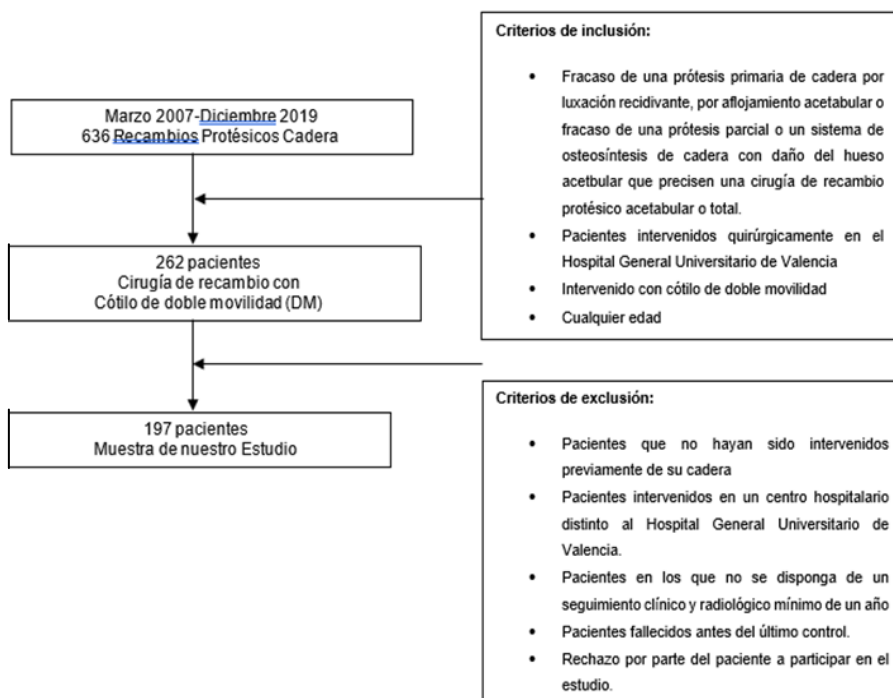 Marzo 2007-Diciembre 2019
636 Recambios Protésicos Cadera
262 pacientes
Cirugía de recambio con
Cótilo de doble movilidad (DM)
197 pacientes
Muestra de nuestro Estudio
Criterios de inclusión:
• Fracaso de una prótesis primaria de cadera por
luxación recidivante, por aflojamiento acetabular o
fracaso de una prótesis parcial o un sistema de
osteosíntesis de cadera con daño del hueso
acetbular que precisen una cirugía de recambio
protésico acetabular o total.
• Pacientes intervenidos quirúrgicamente en el
Hospital General Universitario de Valencia
• Intervenido con cótilo de doble movilidad
• Cualquier edad
Criterios de exclusión:
• Pacientes que no hayan sido intervenidos
previamente de su cadera
• Pacientes intervenidos en un centro hospitalario
distinto al Hospital General Universitario de
Valencia.
• Pacientes en los que no se disponga de un
seguimiento clínico y radiológico mínimo de un año
• Pacientes fallecidos antes del último control.
• Rechazo por parte del paciente a participar en el
estudio.